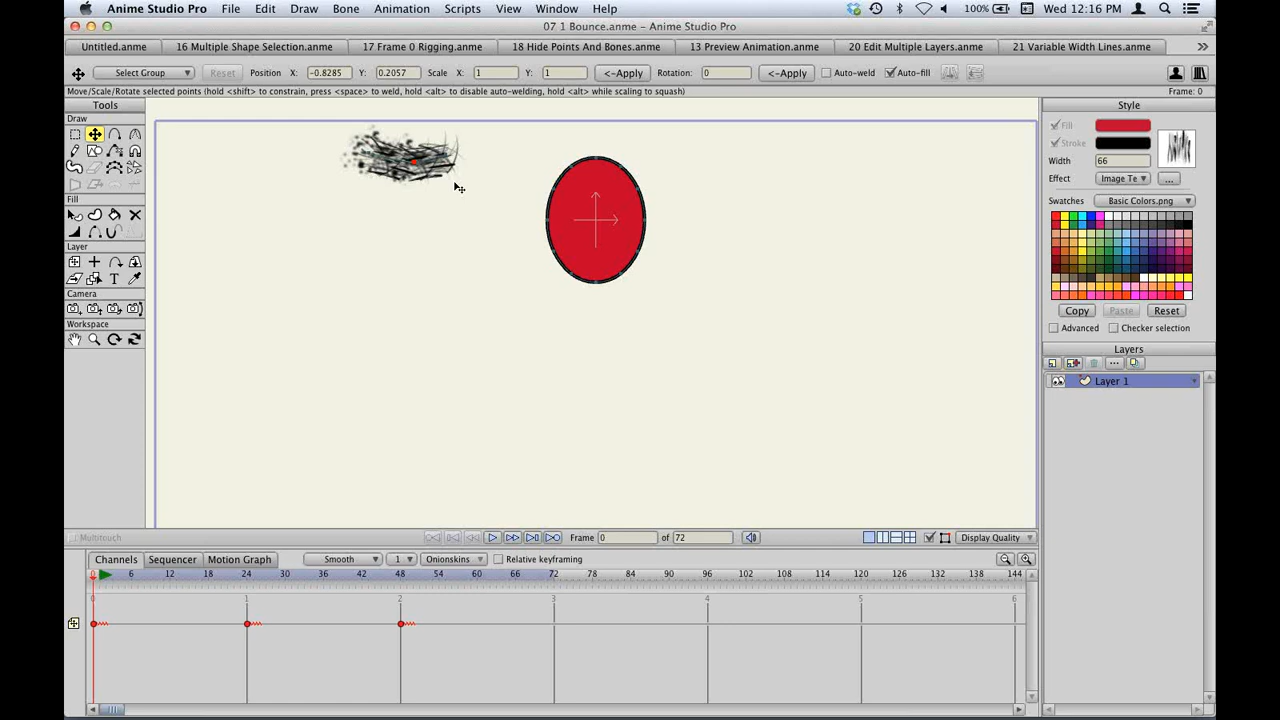 Anime Studio Pro File Edit Draw Bone Animation Scripts View Window Help 100% Wed 12:16 PM
07 1 Bounce.anme - Anime Studio Pro
Untitled.anme 16 Multiple Shape Selection.anme 17 Frame 0 Rigging.anme 18 Hide Points And Bones.anme 13 Preview Animation.anme 20 Edit Multiple Layers.anme 21 Variable Width Lines.anme
Select Group Reset Position X: -0.8285 Y: 0.2057 Scale X: 1 Y: 1 <-Apply Rotation: 0 <-Apply Auto-weld Auto-fill
Move/Scale/Rotate selected points (hold <shift> to constrain, press <space> to weld, hold <alt> to disable auto-welding, hold <alt> while scaling to squash) Frame: 0
Tools
Draw
Fill
Layer
Camera
Workspace
Style
Fill
Stroke
Width 66
Effect Image Te ...
Swatches Basic Colors.png
Copy Paste Reset
Advanced Checker selection
Layers
Layer 1
Multitouch Frame 0 of 72 Display Quality
Channels Sequencer Motion Graph Smooth 1 Onionskins Relative keyframing
0 6 12 18 24 30 36 42 48 54 60 66 72 78 84 90 96 102 108 114 120 126 132 138 144
0 1 2 3 4 5 6